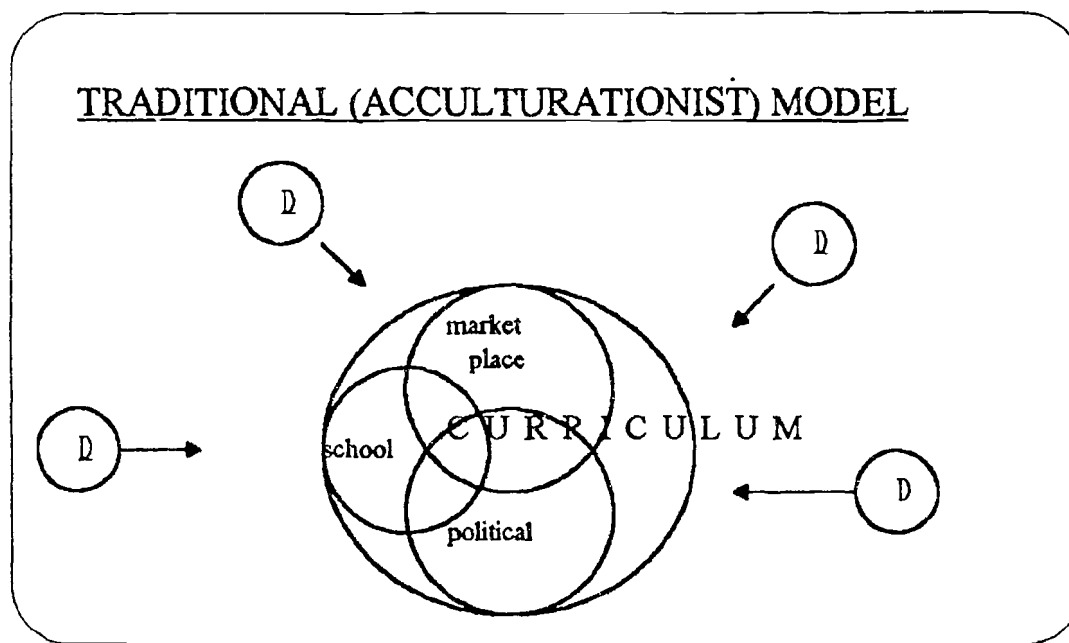 TRADITIONAL (ACCULTURATIONIST) MODEL
D
D
market
place
CURRICULUM
school
D
D
political